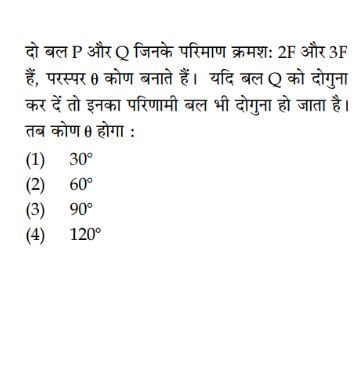 दो बल P और Q जिनके परिमाण क्रमश: 2F और 3F
हैं, परस्पर θ कोण बनाते हैं। यदि बल Q को दोगुना
कर दें तो इनका परिणामी बल भी दोगुना हो जाता है।
तब कोण θ होगा :
(1) 30°
(2) 60°
(3) 90°
(4) 120°